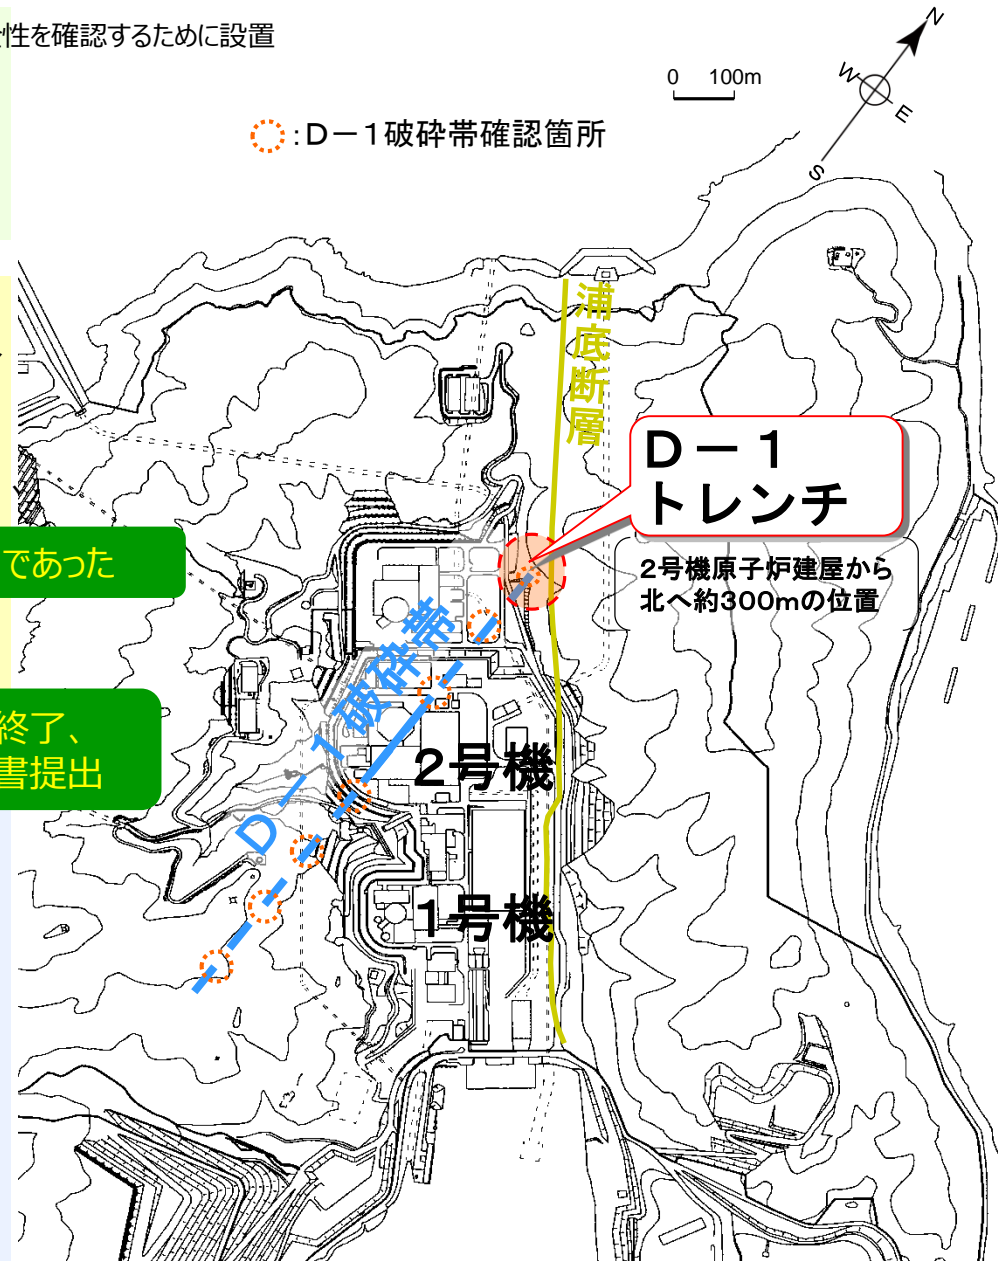 性を確認するために設置
0 100m
N
W
E
S
:D-1破砕帯確認箇所
浦底断層
D-1
トレンチ
2号機原子炉建屋から
北へ約300mの位置
であった
D-1破砕帯
終了、
書提出
2号機
1号機